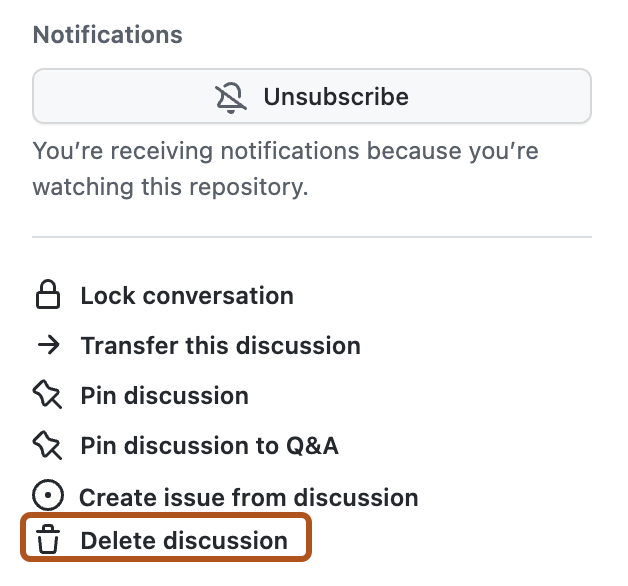 Notifications
Unsubscribe
You’re receiving notifications because you’re
watching this repository.
Lock conversation
Transfer this discussion
Pin discussion
Pin discussion to Q&A
Create issue from discussion
Delete discussion